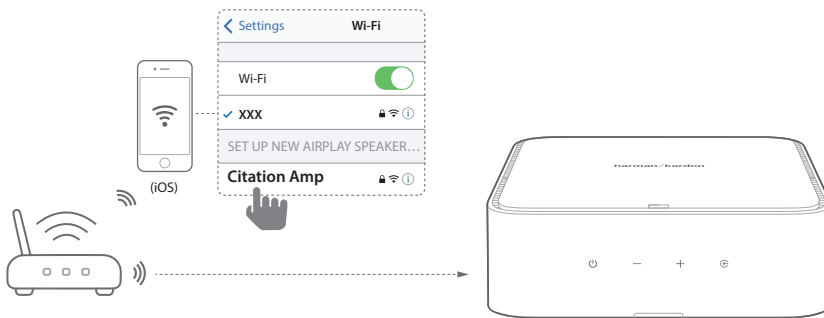 Settings Wi-Fi
Wi-Fi
XXX
SET UP NEW AIRPLAY SPEAKER...
Citation Amp
(iOS)
harman/kardon